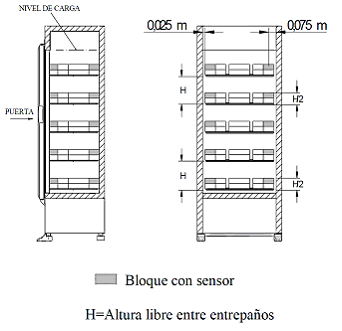 NIVEL DE CARGA
0,025 m
0,075 m
H
H2
PUERTA
H
H2
Bloque con sensor
H=Altura libre entre entrepaños